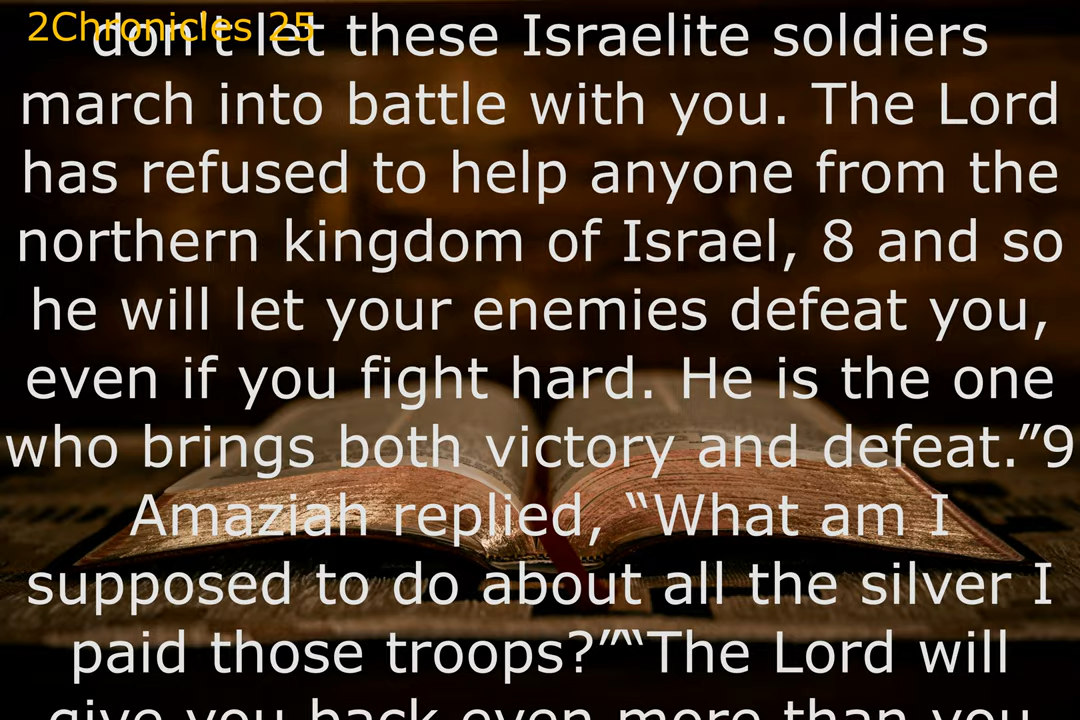 2Chronicles 25
don't let these Israelite soldiers
march into battle with you. The Lord
has refused to help anyone from the
northern kingdom of Israel, 8 and so
he will let your enemies defeat you,
even if you fight hard. He is the one
who brings both victory and defeat.”9
Amaziah replied, “What am I
supposed to do about all the silver I
paid those troops?”“The Lord will
give you back even more than you